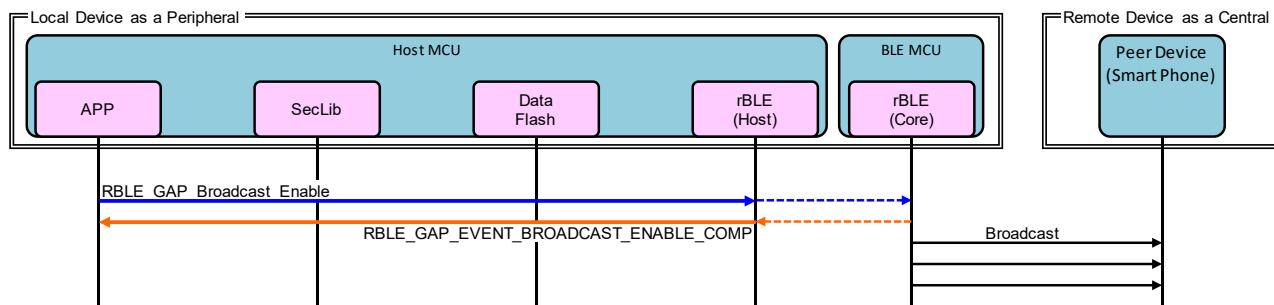 Local Device as a Peripheral
Remote Device as a Central
Host MCU
BLE MCU
Peer Device
(Smart Phone)
APP
SecLib
Data
Flash
rBLE
(Host)
rBLE
(Core)
RBLE_GAP_Broadcast_Enable
RBLE_GAP_EVENT_BROADCAST_ENABLE_COMP
Broadcast